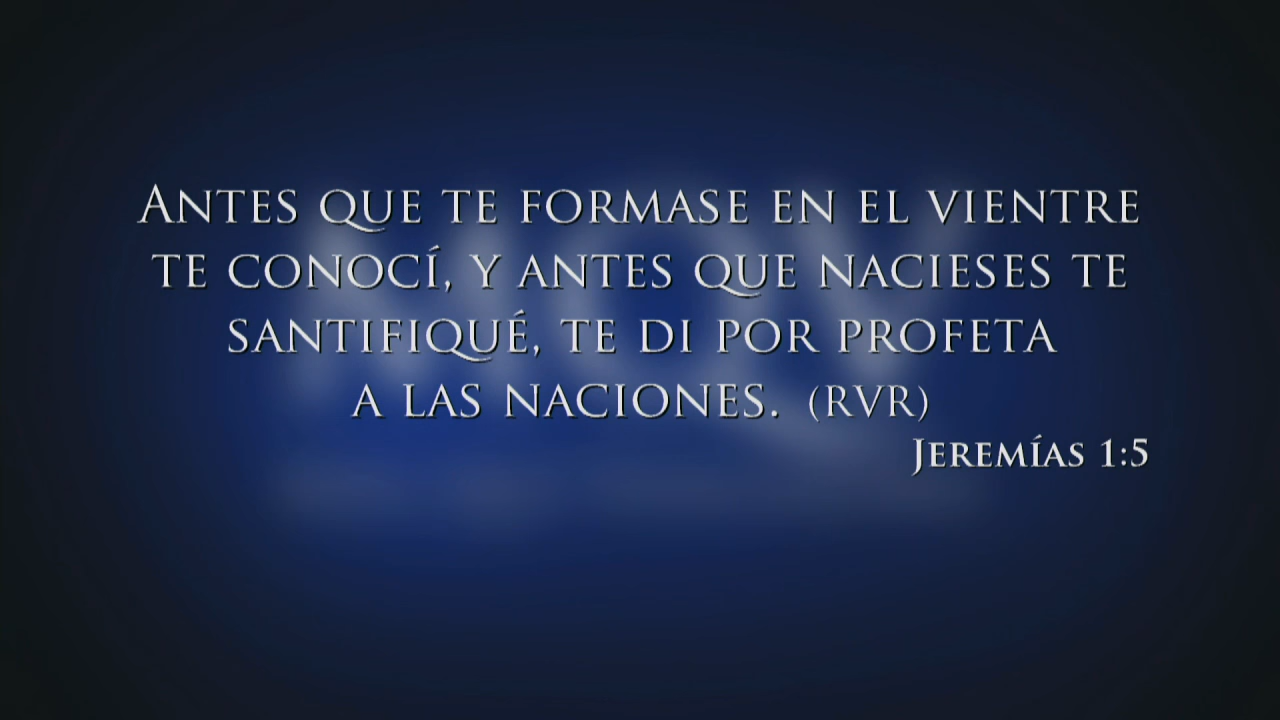 Antes que te formase en el vientre
te conocí, y antes que nacieses te
santifiqué, te di por profeta
a las naciones. (RVR)
Jeremías 1:5